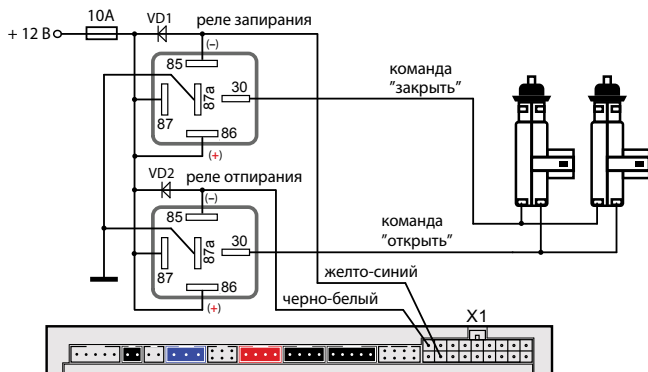 10А
VD1
реле запирания
+ 12 В
(–)
85
команда
"закрыть"
30
87а
87
86
(+)
VD2
реле отпирания
(–)
85
команда
"открыть"
30
87а
87
86
(+)
желто-синий
черно-белый
X1